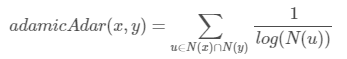 adamicAdar(x, y) = ∑_{u∈N(x)∩N(y)} 1 / log(N(u))